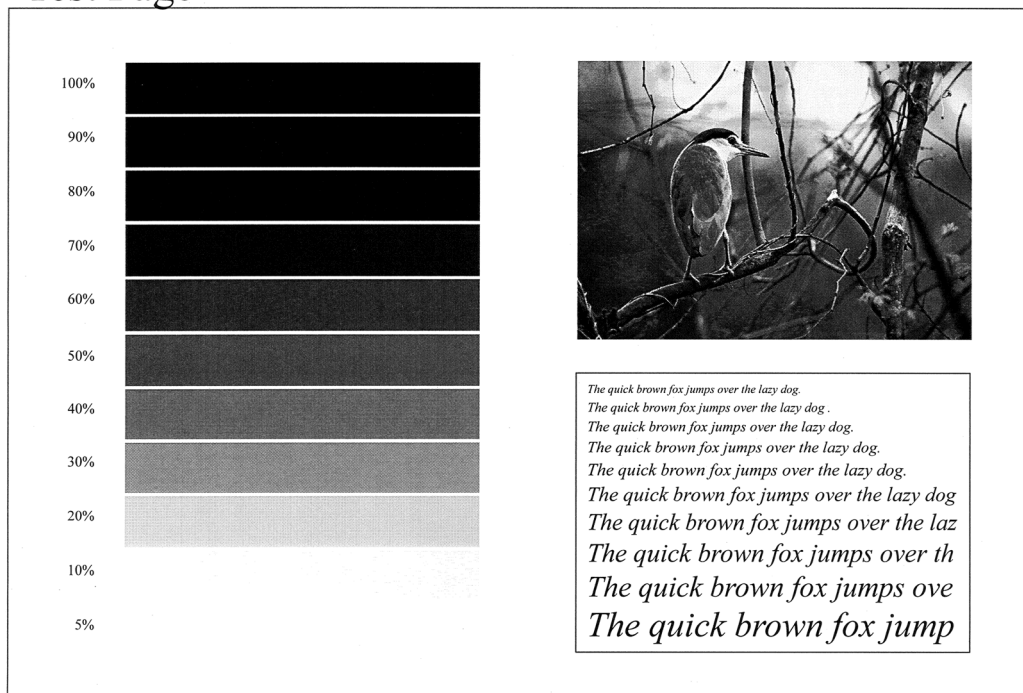 Test Page
100%
90%
80%
70%
60%
50%
40%
30%
20%
10%
5%
The quick brown fox jumps over the lazy dog.
The quick brown fox jumps over the lazy dog .
The quick brown fox jumps over the lazy dog.
The quick brown fox jumps over the lazy dog.
The quick brown fox jumps over the lazy dog.
The quick brown fox jumps over the lazy dog
The quick brown fox jumps over the laz
The quick brown fox jumps over th
The quick brown fox jumps ove
The quick brown fox jump